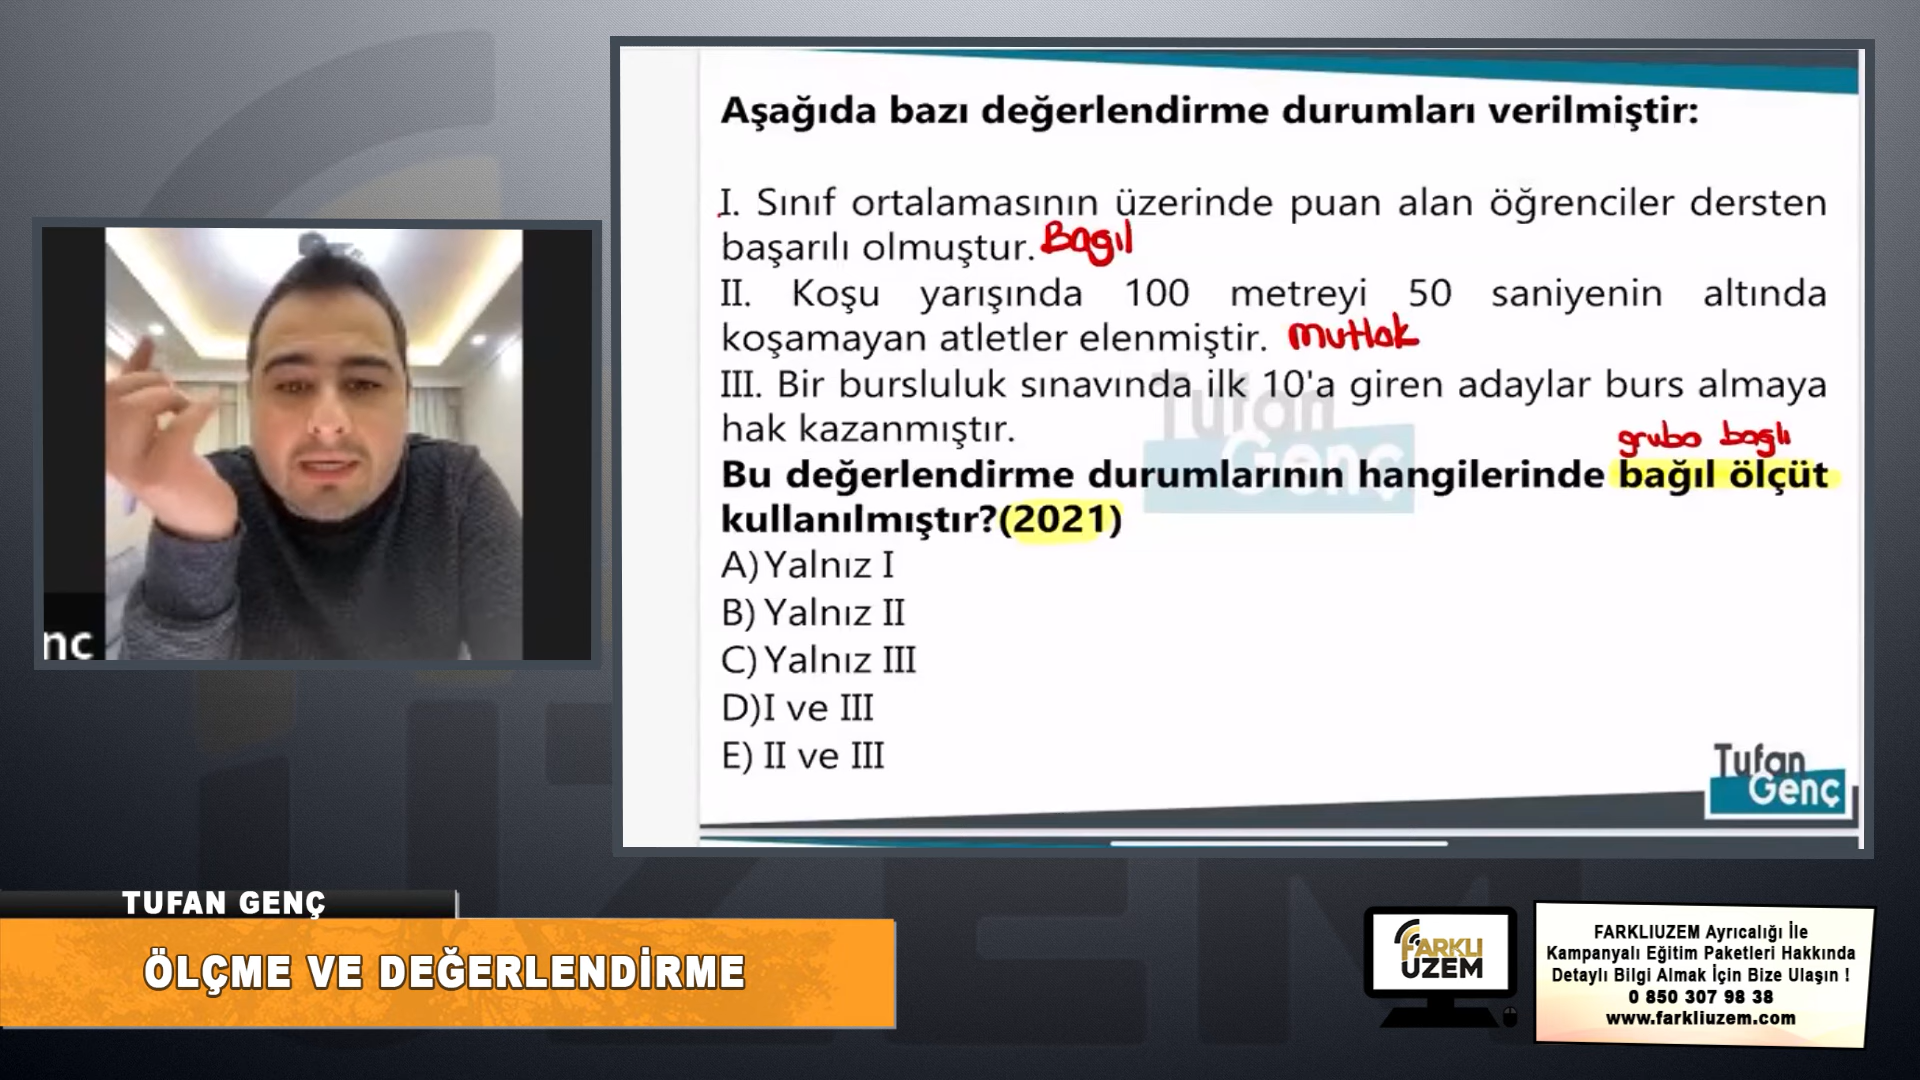 Aşağıda bazı değerlendirme durumları verilmiştir:
I. Sınıf ortalamasının üzerinde puan alan öğrenciler dersten
başarılı olmuştur. Bağıl
II. Koşu yarışında 100 metreyi 50 saniyenin altında
koşamayan atletler elenmiştir. mutlak
III. Bir bursluluk sınavında ilk 10'a giren adaylar burs almaya
hak kazanmıştır.
gruba bağlı
Bu değerlendirme durumlarının hangilerinde bağıl ölçüt
kullanılmıştır?(2021)
A) Yalnız I
B) Yalnız II
C) Yalnız III
D)I ve III
E) II ve III
Tufan
Genç
Tufan
Genç
nç
TUFAN GENÇ
ÖLÇME VE DEĞERLENDİRME
FARKLI
UZEM
FARKLIUZEM Ayrıcalığı İle
Kampanyalı Eğitim Paketleri Hakkında
Detaylı Bilgi Almak İçin Bize Ulaşın !
0 850 307 98 38
www.farkliuzem.com